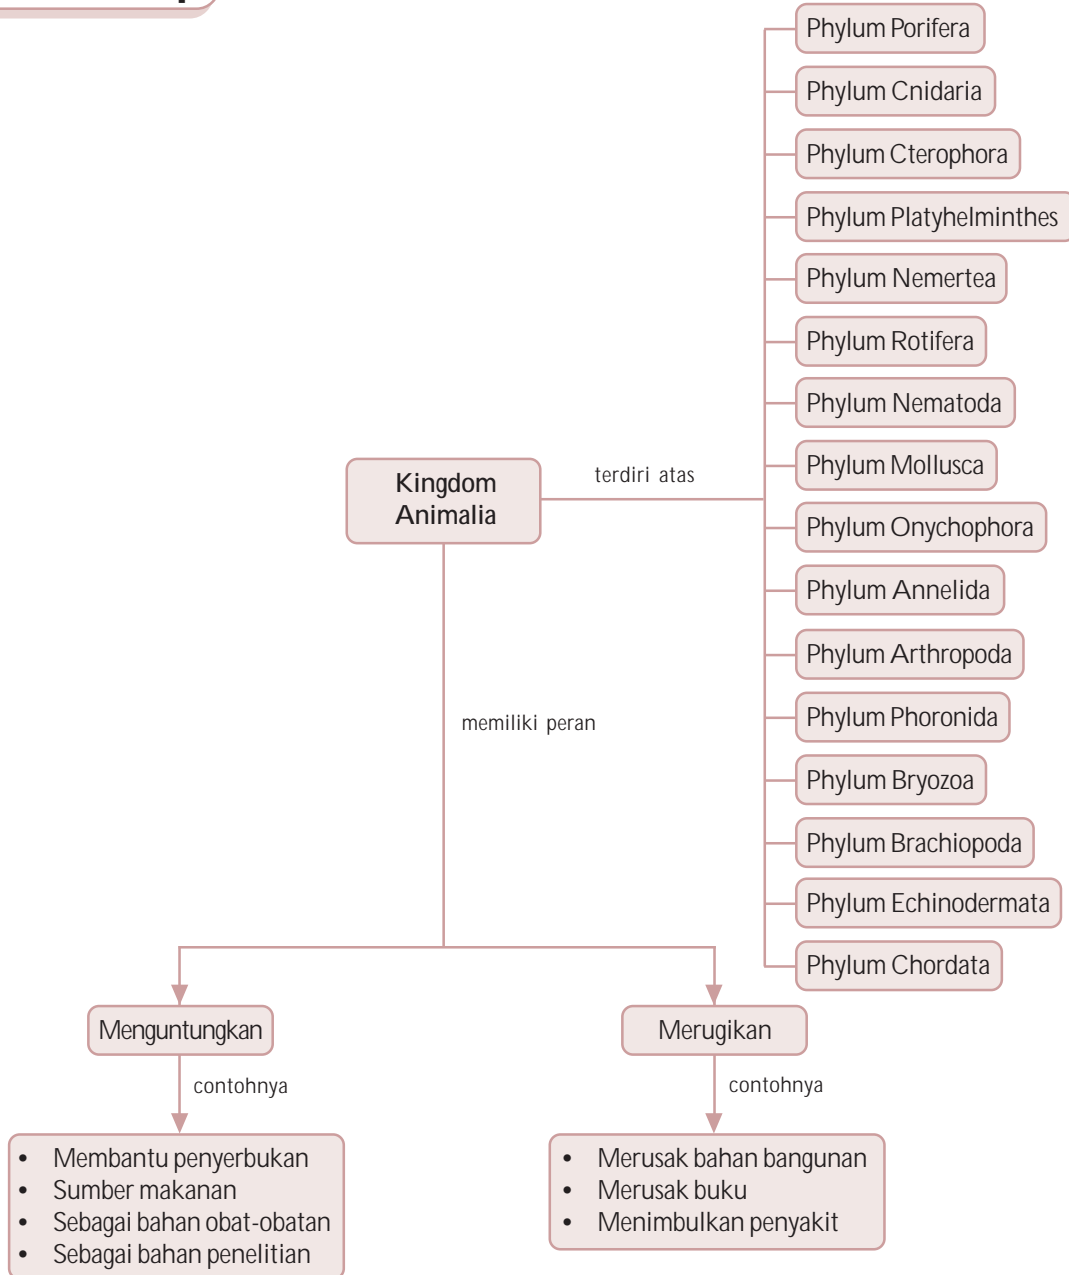 Phylum Porifera
Phylum Cnidaria
Phylum Cterophora
Phylum Platyhelminthes
Phylum Nemertea
Phylum Rotifera
Phylum Nematoda
Phylum Mollusca
Phylum Onychophora
Phylum Annelida
Phylum Arthropoda
Phylum Phoronida
Phylum Bryozoa
Phylum Brachiopoda
Phylum Echinodermata
Phylum Chordata
Kingdom
Animalia
terdiri atas
memiliki peran
Menguntungkan
contohnya
• Membantu penyerbukan
• Sumber makanan
• Sebagai bahan obat-obatan
• Sebagai bahan penelitian
Merugikan
contohnya
• Merusak bahan bangunan
• Merusak buku
• Menimbulkan penyakit